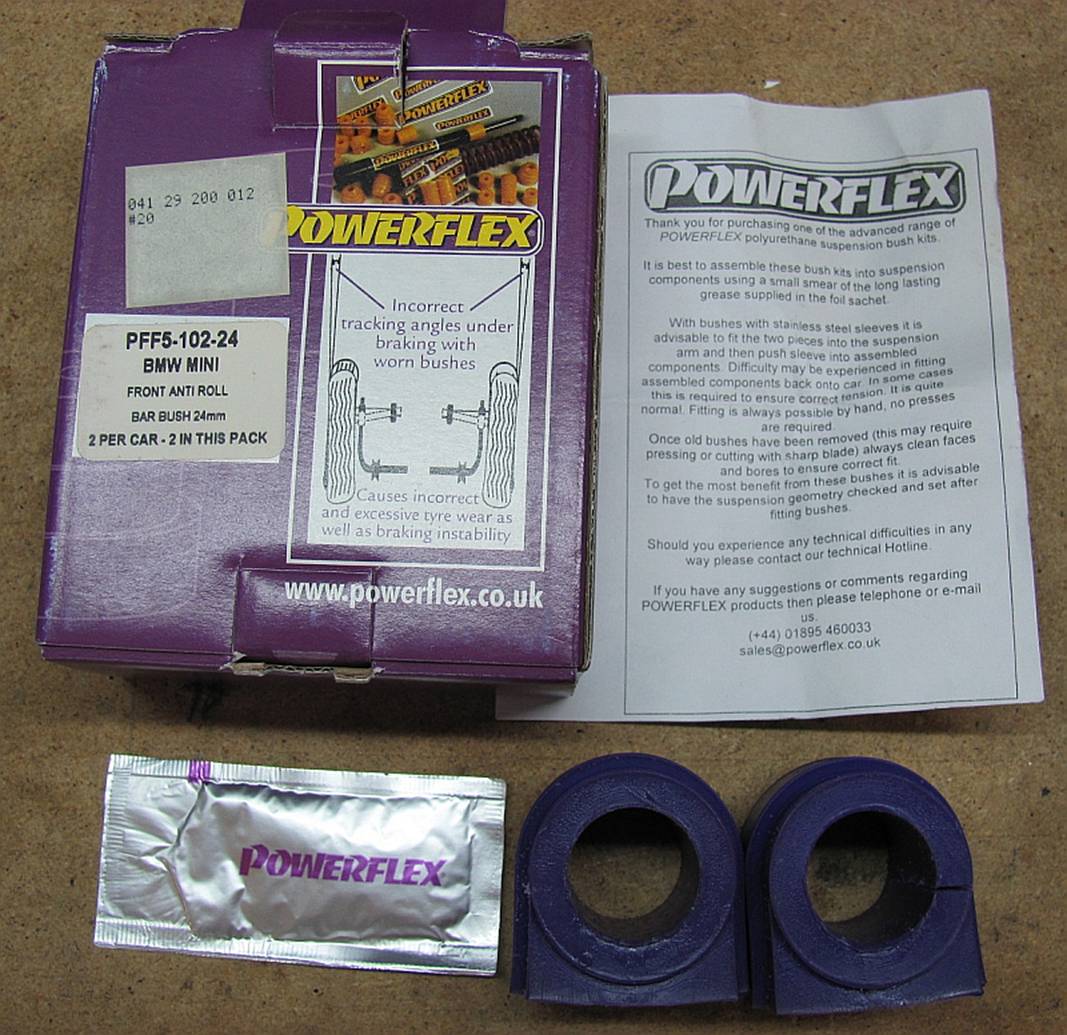 POWERFLEX
POWERFLEX
POWERFLEX
041 29 200 012
#20
POWERFLEX
PFF5-102-24
BMW MINI
FRONT ANTI ROLL
BAR BUSH 24mm
2 PER CAR - 2 IN THIS PACK
Incorrect
tracking angles under
braking with
worn bushes
Causes incorrect
and excessive tyre wear as
well as braking instability
www.powerflex.co.uk
POWERFLEX
Thank you for purchasing one of the advanced range of
POWERFLEX polyurethane suspension bush kits.
It is best to assemble these bush kits into suspension
components using a small smear of the long lasting
grease supplied in the foil sachet.
With bushes with stainless steel sleeves it is
advisable to fit the two pieces into the suspension
arm and then push sleeve into assembled
components. Difficulty may be experienced in fitting
assembled components back onto car. In some cases
this is required to ensure correct tension. It is quite
normal. Fitting is always possible by hand, no presses
are required.
Once old bushes have been removed (this may require
pressing or cutting with sharp blade) always clean faces
and bores to ensure correct fit.
To get the most benefit from these bushes it is advisable
to have the suspension geometry checked and set after
fitting bushes.
Should you experience any technical difficulties in any
way please contact our technical Hotline.
If you have any suggestions or comments regarding
POWERFLEX products then please telephone or e-mail
us.
(+44) 01895 460033
sales@powerflex.co.uk
POWERFLEX